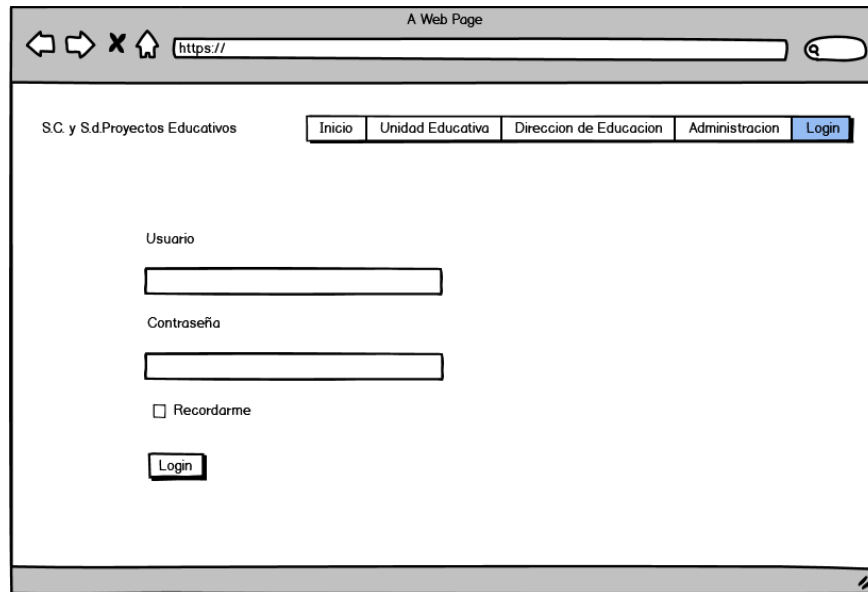 A Web Page
https://
S.C. y S.d.Proyectos Educativos
Inicio Unidad Educativa Direccion de Educacion Administracion Login
Usuario
Contraseña
Recordarme
Login